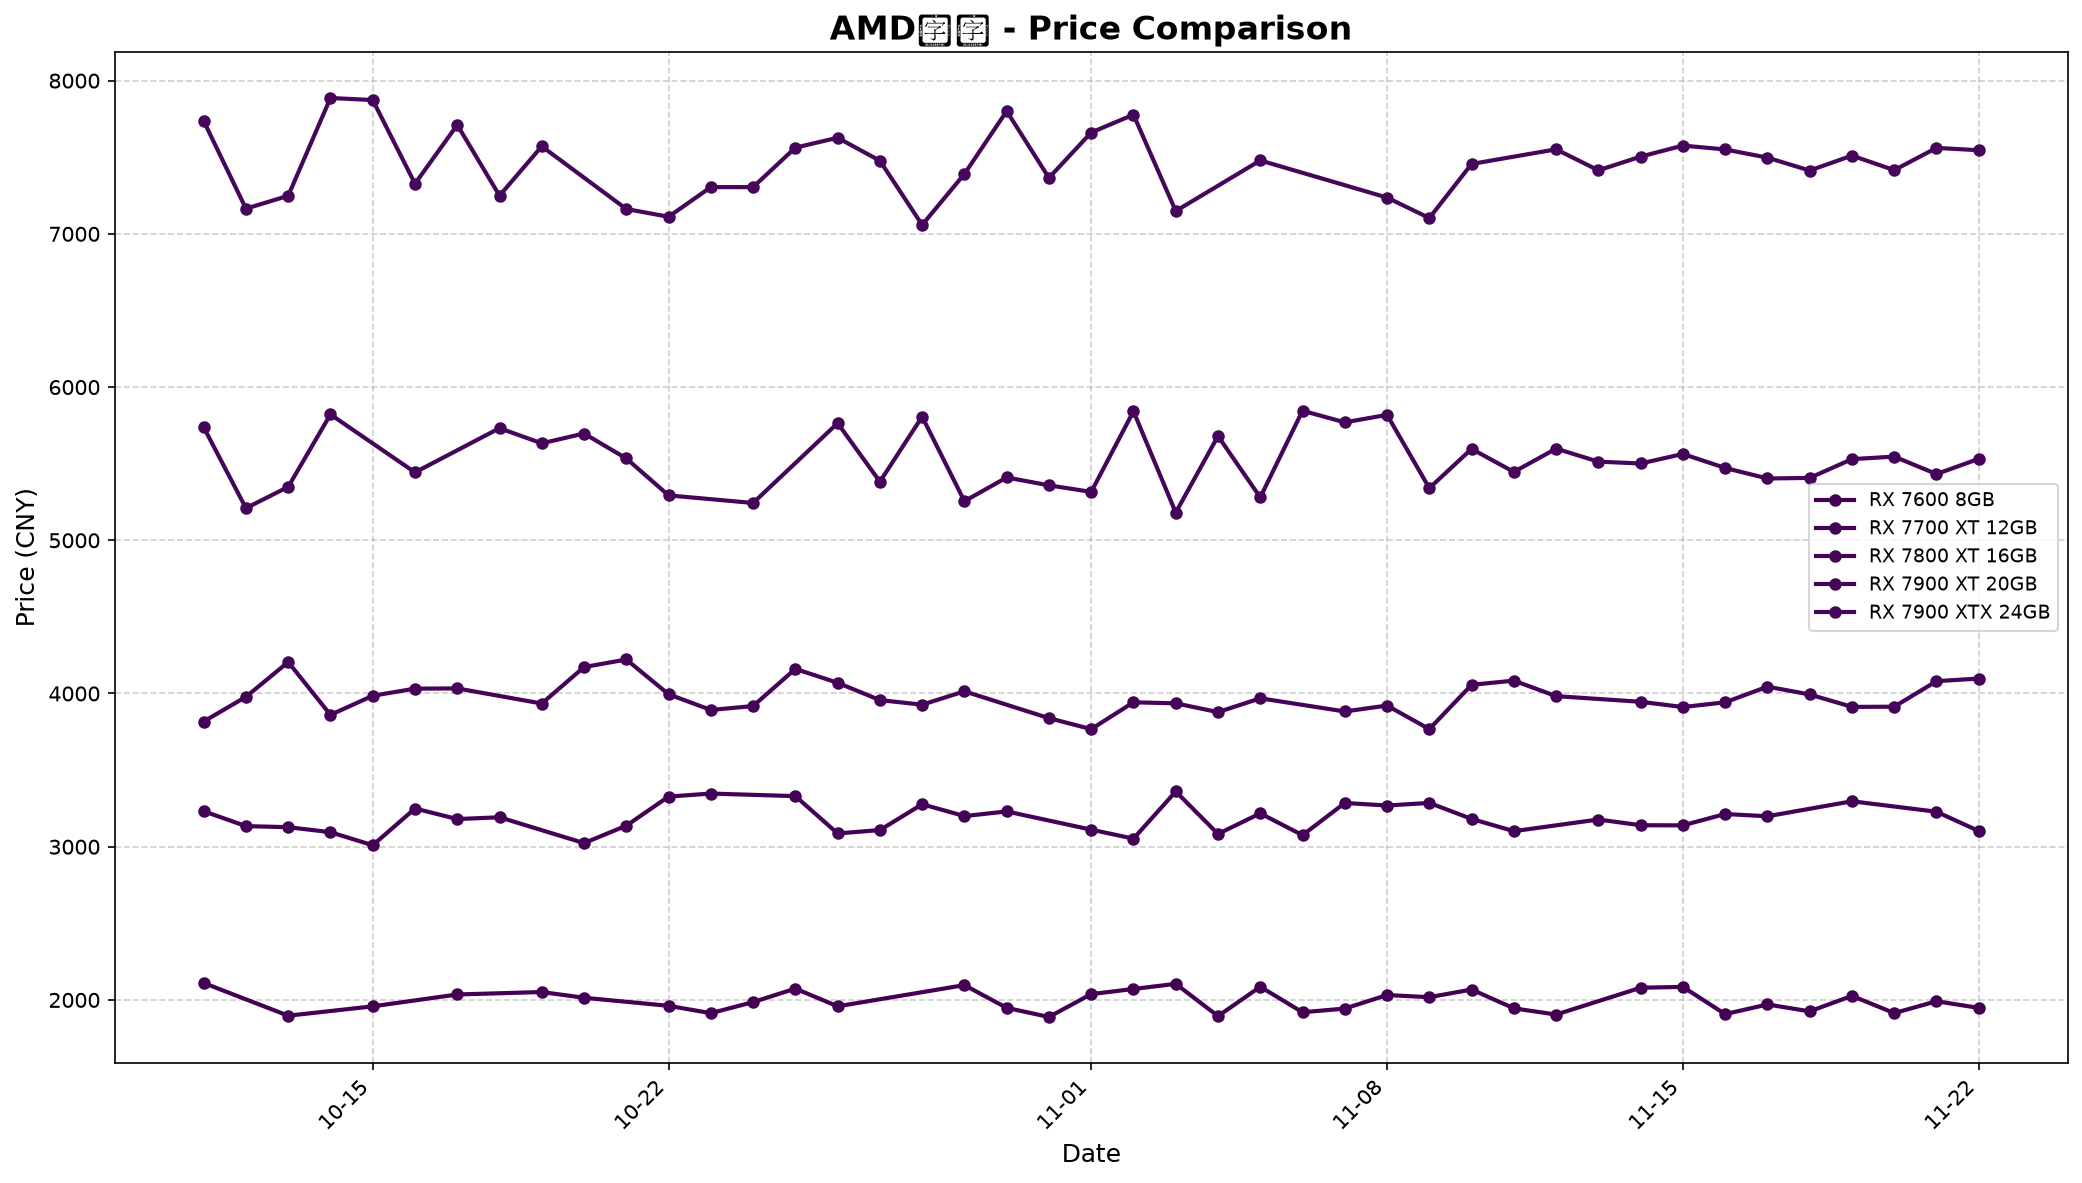 AMD - Price Comparison
8000
7000
6000
5000
4000
3000
2000
Price (CNY)
RX 7600 8GB
RX 7700 XT 12GB
RX 7800 XT 16GB
RX 7900 XT 20GB
RX 7900 XTX 24GB
10-15
10-22
11-01
11-08
11-15
11-22
Date